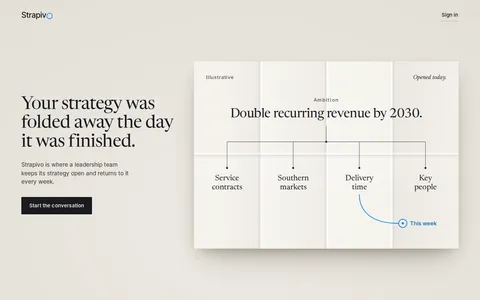 Strapivo
Sign in
Illustrative
Opened today.
Ambition
Double recurring revenue by 2030.
Your strategy was
folded away the day
it was finished.
Strapivo is where a leadership team
keeps its strategy open and returns to it
every week.
Start the conversation
Service
contracts
Southern
markets
Delivery
time
Key
people
This week